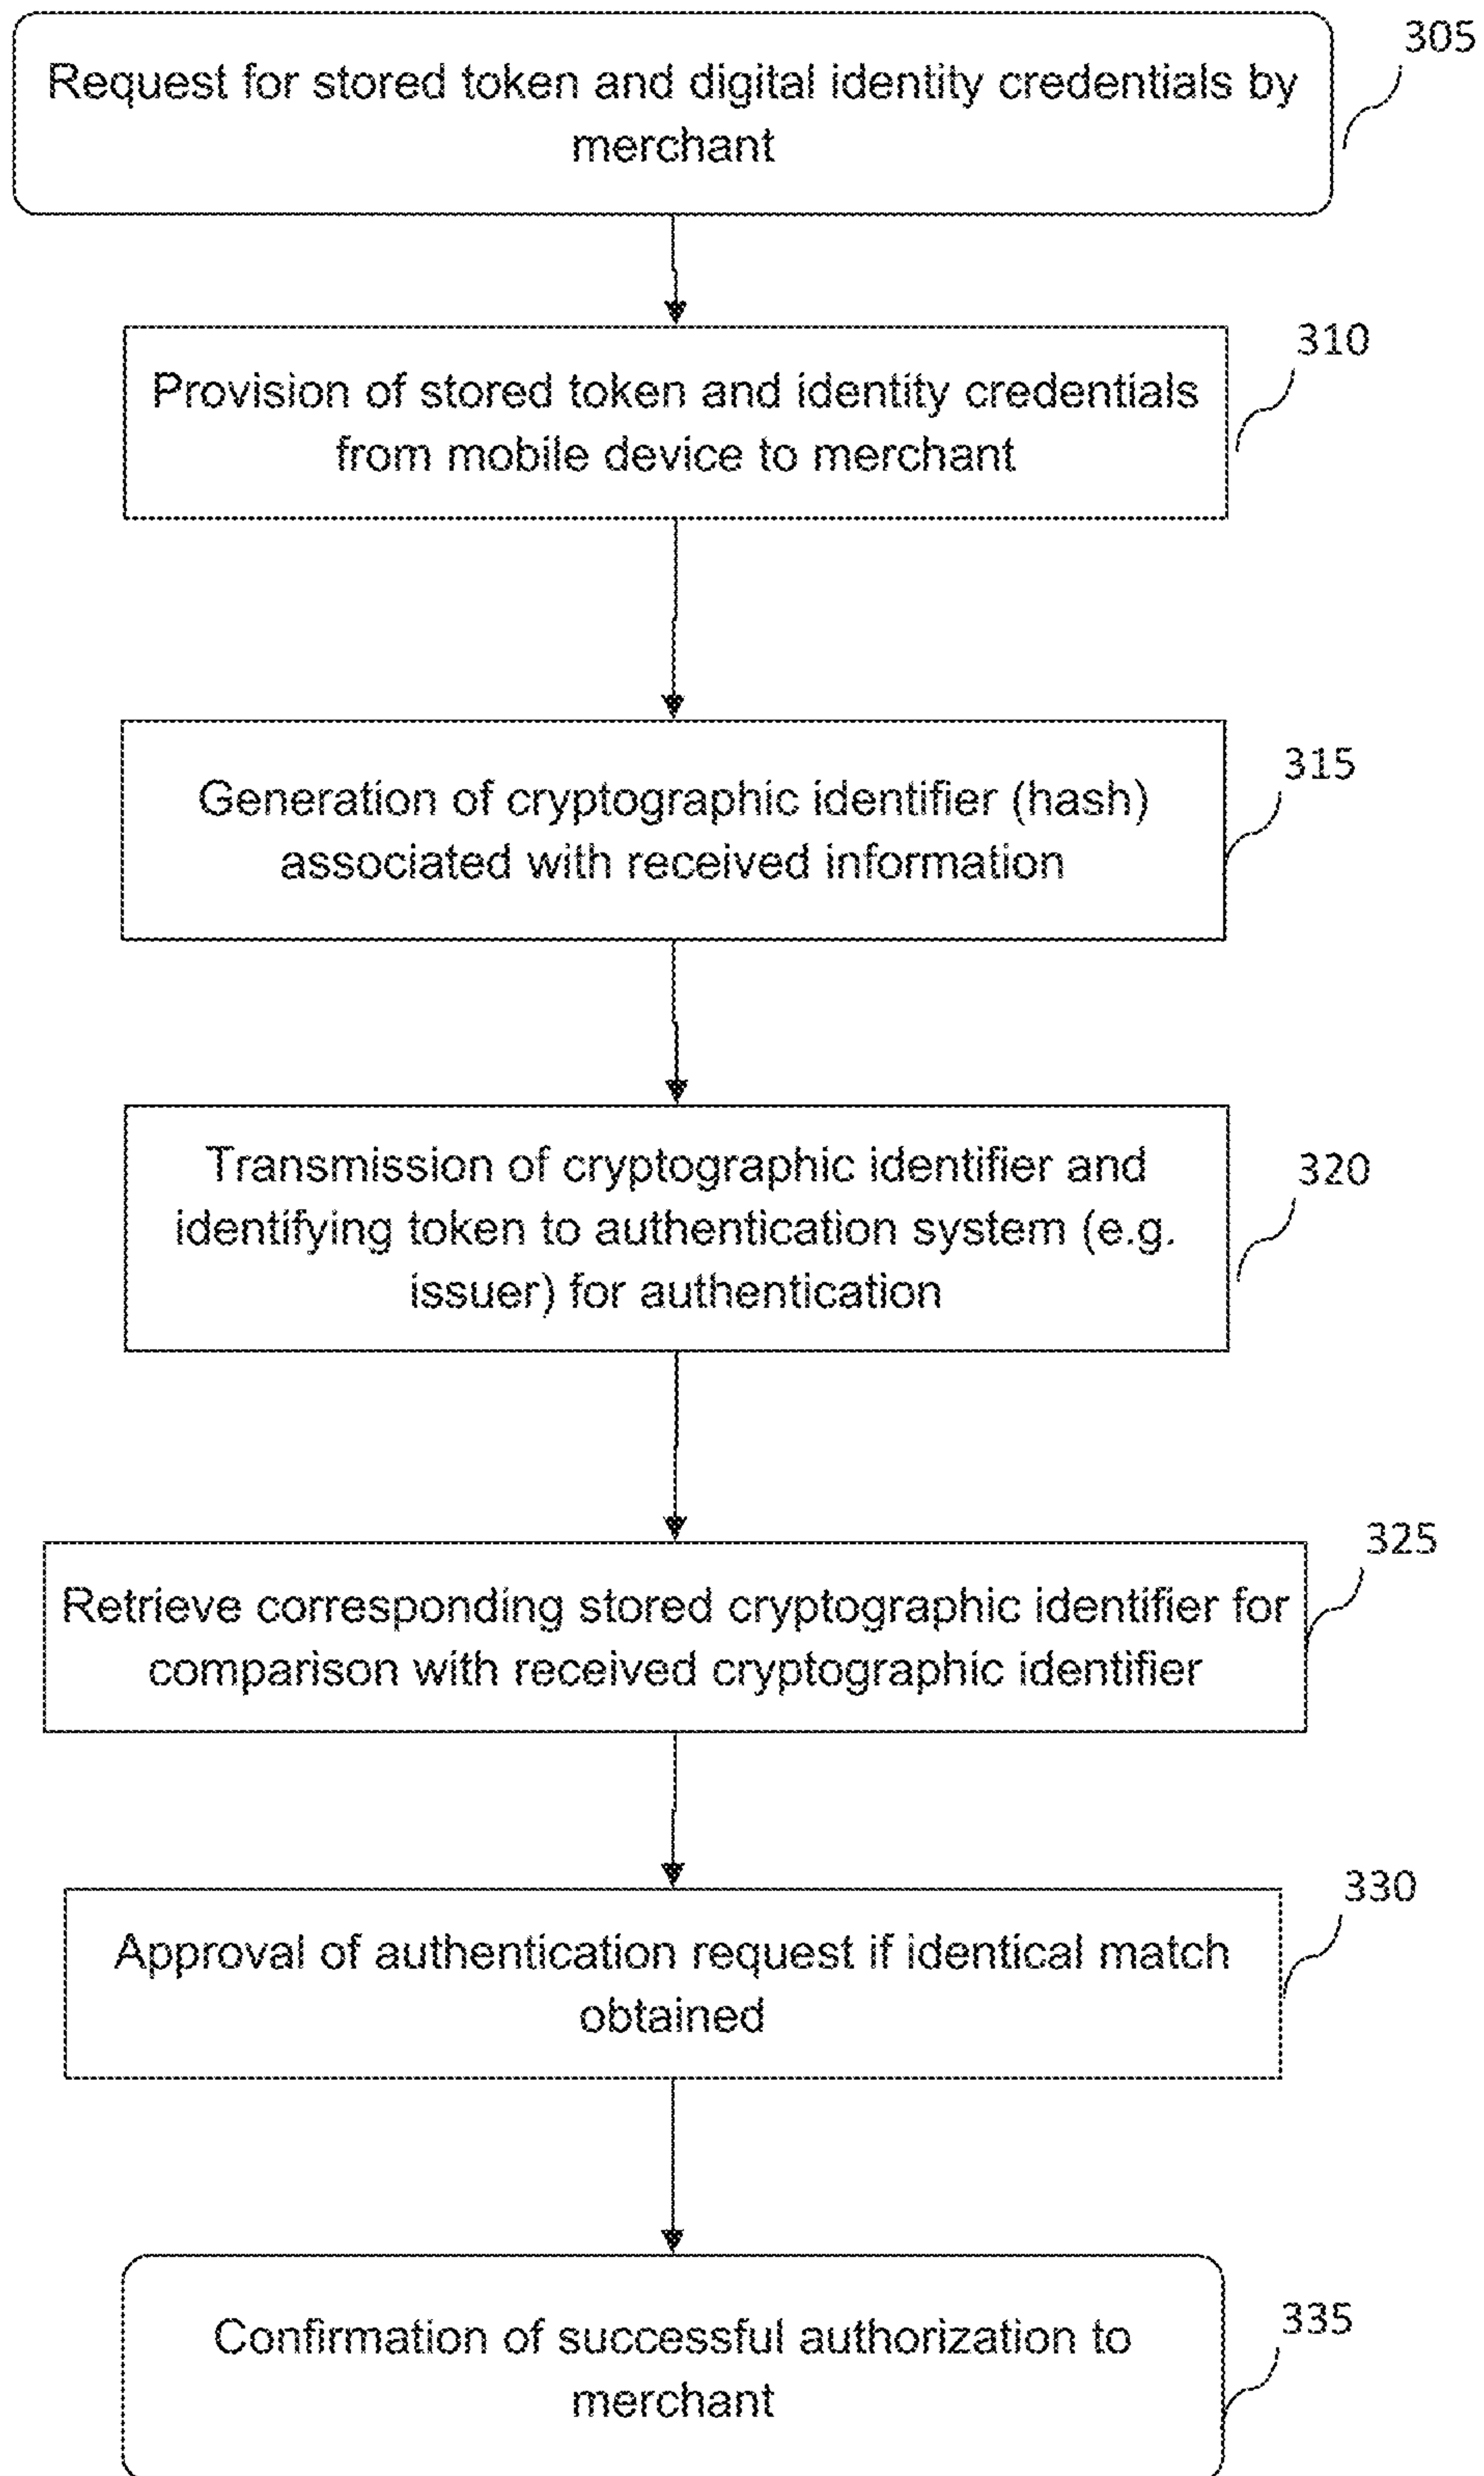 305
Request for stored token and digital identity credentials by
merchant
310
Provision of stored token and identity credentials
from mobile device to merchant
315
Generation of cryptographic identifier (hash)
associated with received information
320
Transmission of cryptographic identifier and
identifying token to authentication system (e.g.
issuer) for authentication
325
Retrieve corresponding stored cryptographic identifier for
comparison with received cryptographic identifier
330
Approval of authentication request if identical match
obtained
335
Confirmation of successful authorization to
merchant